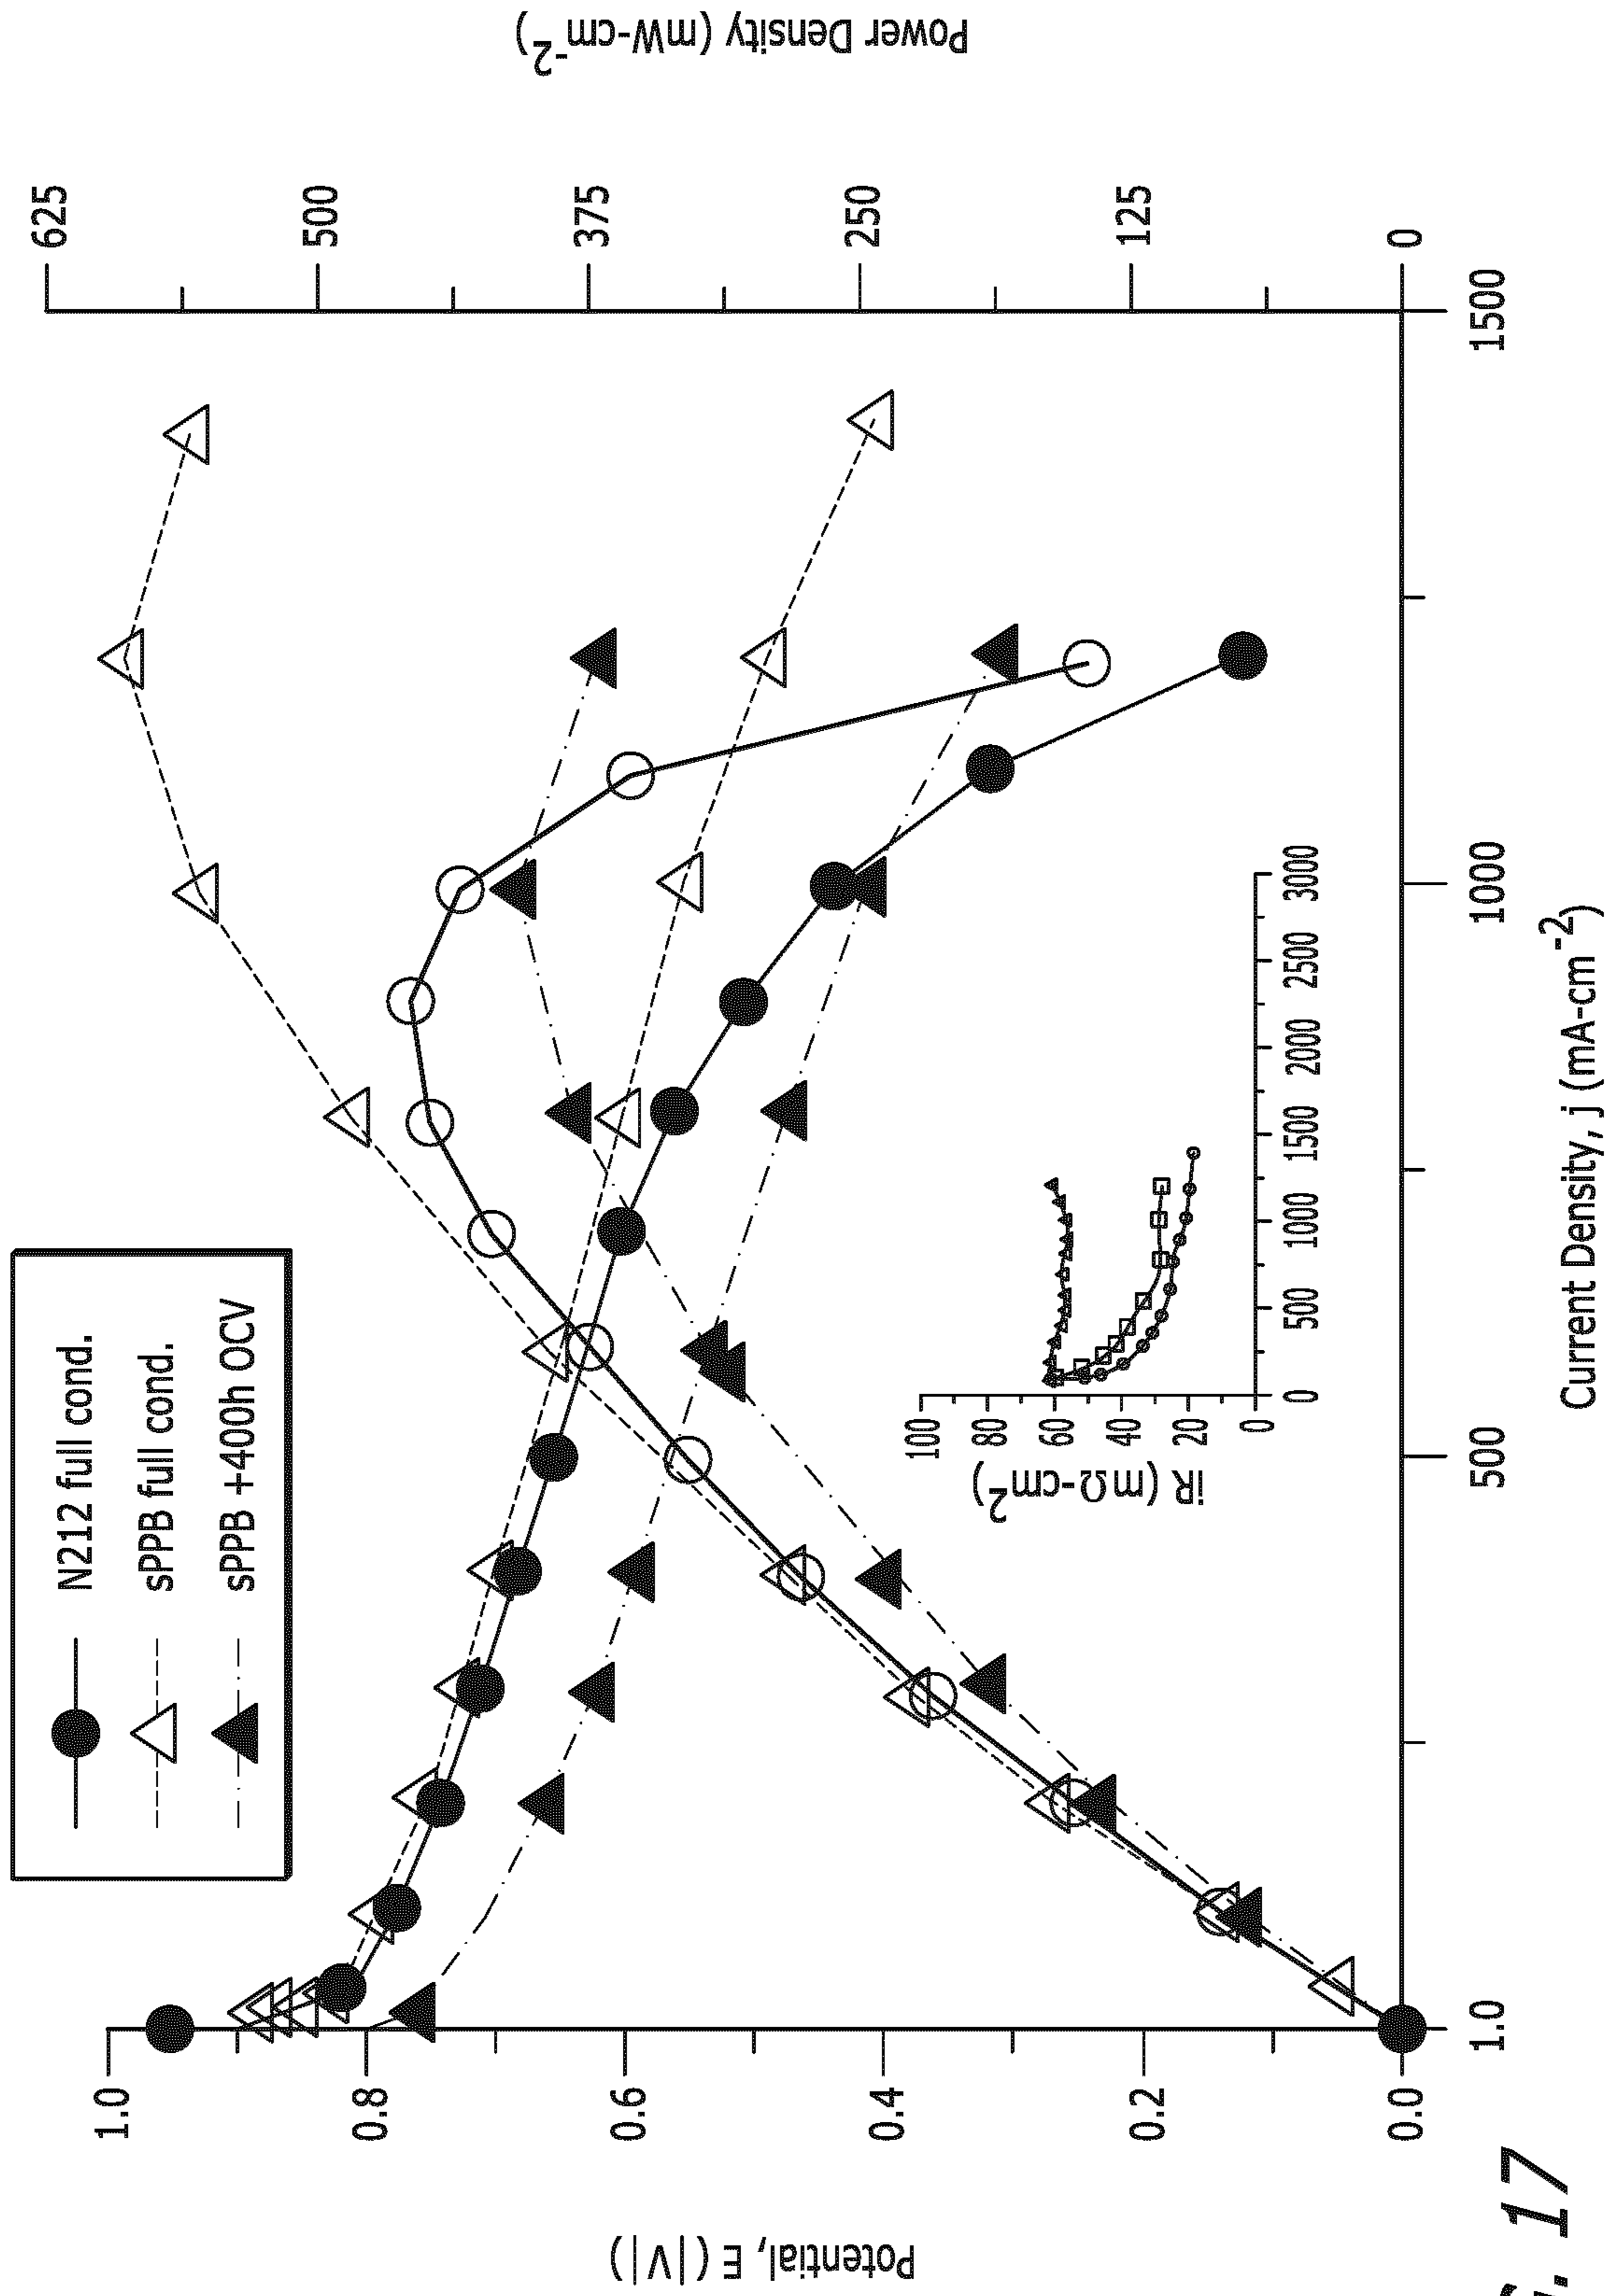 N212 full cond.
sPPB full cond.
sPPB +400h OCV
Potential, E (|V|)
1.0
0.8
0.6
0.4
0.2
0.0
Power Density (mW-cm-2)
625
500
375
250
125
0
iR (mΩ-cm2)
100
80
60
40
20
0
0 500 1000 1500 2000 2500 3000
1.0 500 1000 1500
Current Density, j (mA-cm-2)
17